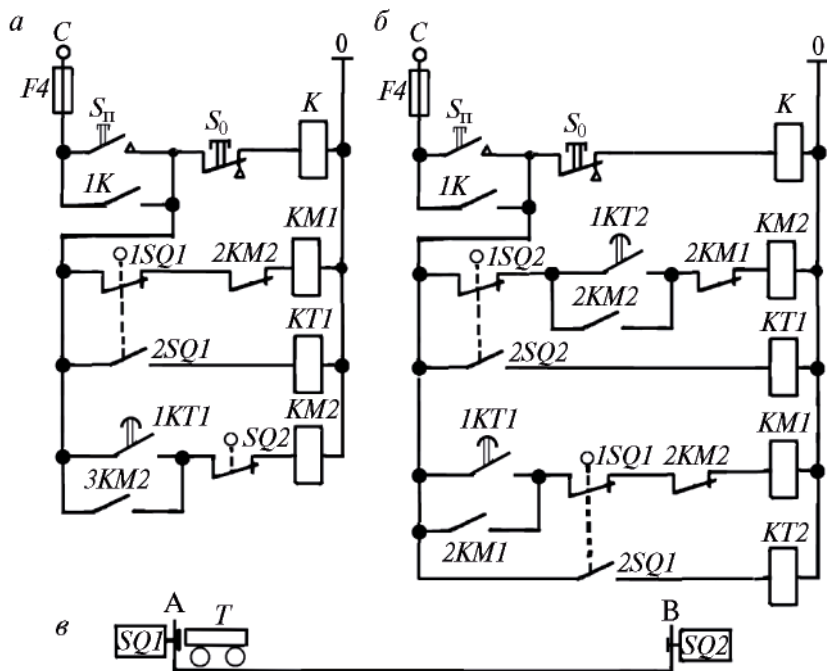 а
C
0
F4
Sп
S0
K
1K
KM1
1SQ1
2KM2
2SQ1
KT1
1KT1
SQ2
KM2
3KM2
б
C
0
F4
Sп
S0
K
1K
1KT2
1SQ2
2KM1
KM2
2KM2
KT1
2SQ2
1KT1
1SQ1
2KM2
KM1
2KM1
2SQ1
KT2
в
A
T
B
SQ1
SQ2